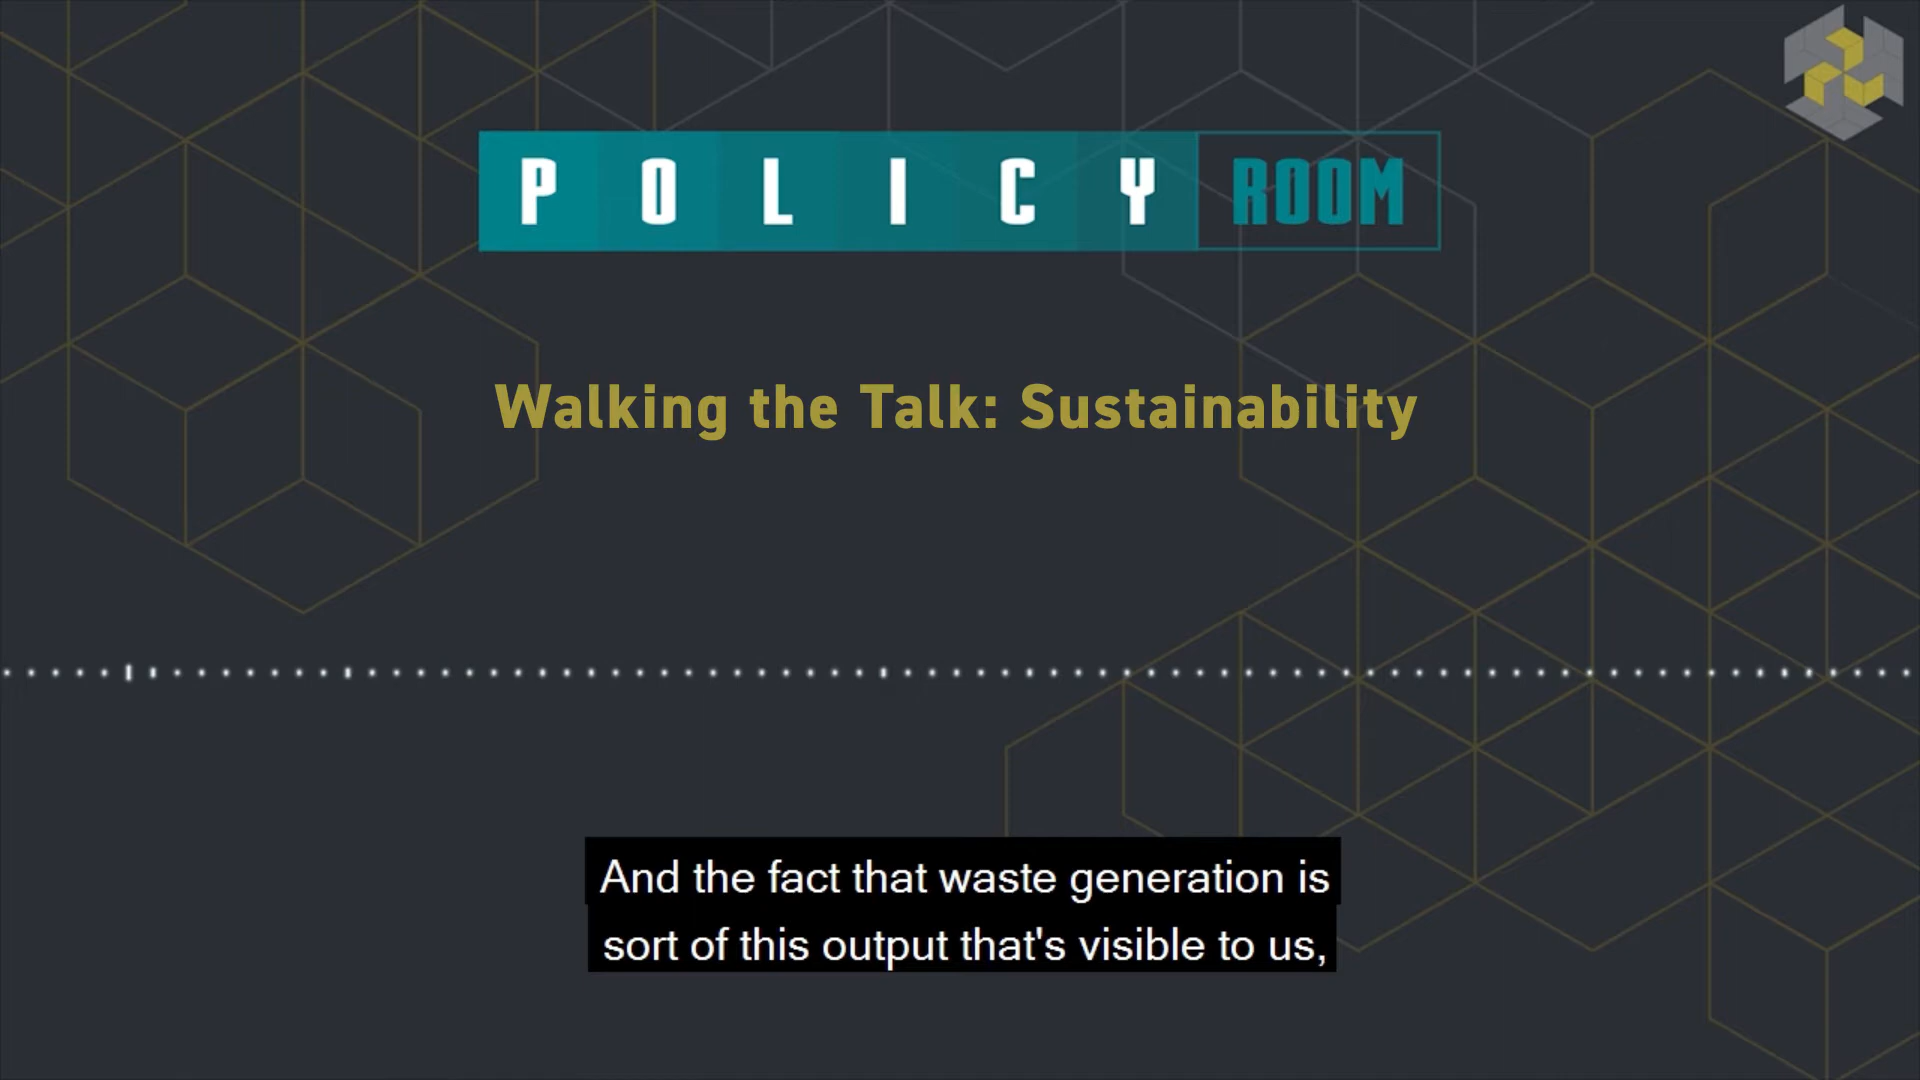 POLICY ROOM
Walking the Talk: Sustainability
And the fact that waste generation is
sort of this output that's visible to us,